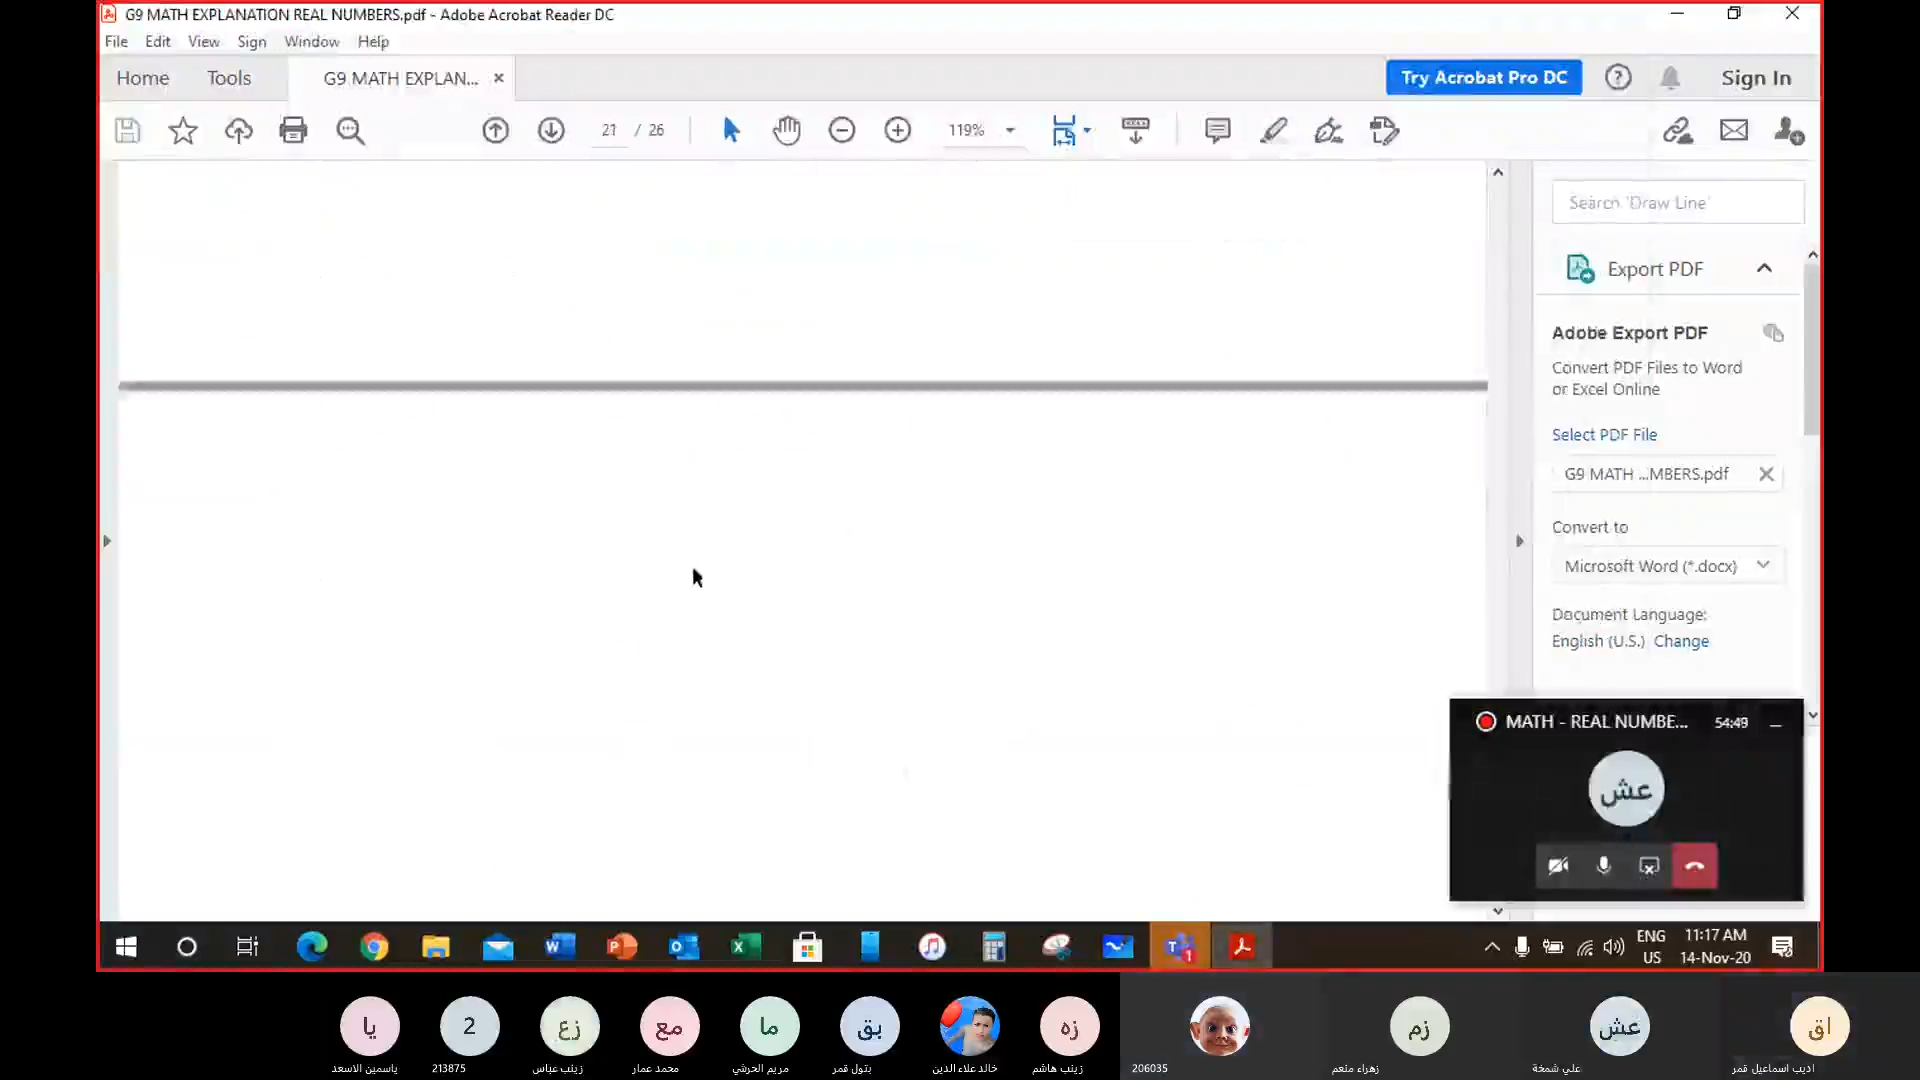 G9 MATH EXPLANATION REAL NUMBERS.pdf - Adobe Acrobat Reader DC
File Edit View Sign Window Help
Home Tools G9 MATH EXPLAN... Try Acrobat Pro DC Sign In
21 / 26 119%
Search 'Draw Line'
Export PDF
Adobe Export PDF
Convert PDF Files to Word
or Excel Online
Select PDF File
G9 MATH ...MBERS.pdf
Convert to
Microsoft Word (*.docx)
Document Language:
English (U.S.) Change
MATH - REAL NUMBE... 54:49
عش
ENG 11:17 AM
US 14-Nov-20
یا 2 زع مع ما بق زه زم عش اق
ياسمين الاسعد 213875 زينب عباس محمد عمار مريم الحرشي بتول قمر خالد علاء الدين زينب هاشم 206035 زهراء منعم علي شمخة اديب اسماعيل قمر